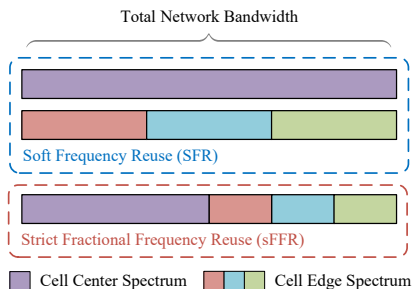 Total Network Bandwidth
Soft Frequency Reuse (SFR)
Strict Fractional Frequency Reuse (sFFR)
Cell Center Spectrum
Cell Edge Spectrum